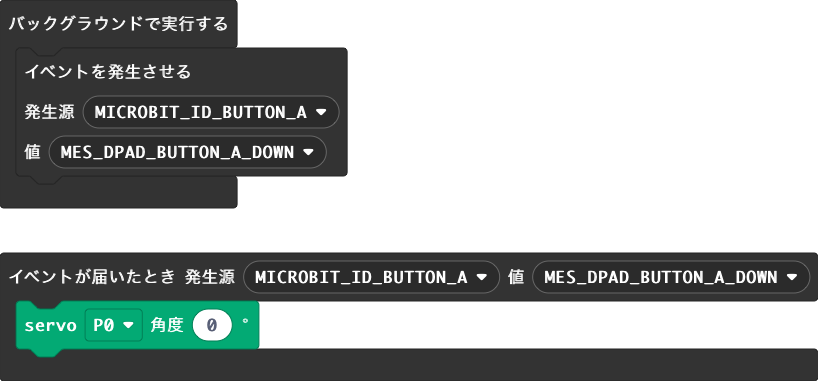 バックグラウンドで実行する
イベントを発生させる
発生源 MICROBIT_ID_BUTTON_A
値 MES_DPAD_BUTTON_A_DOWN
イベントが届いたとき 発生源 MICROBIT_ID_BUTTON_A 値 MES_DPAD_BUTTON_A_DOWN
servo P0 角度 0 °